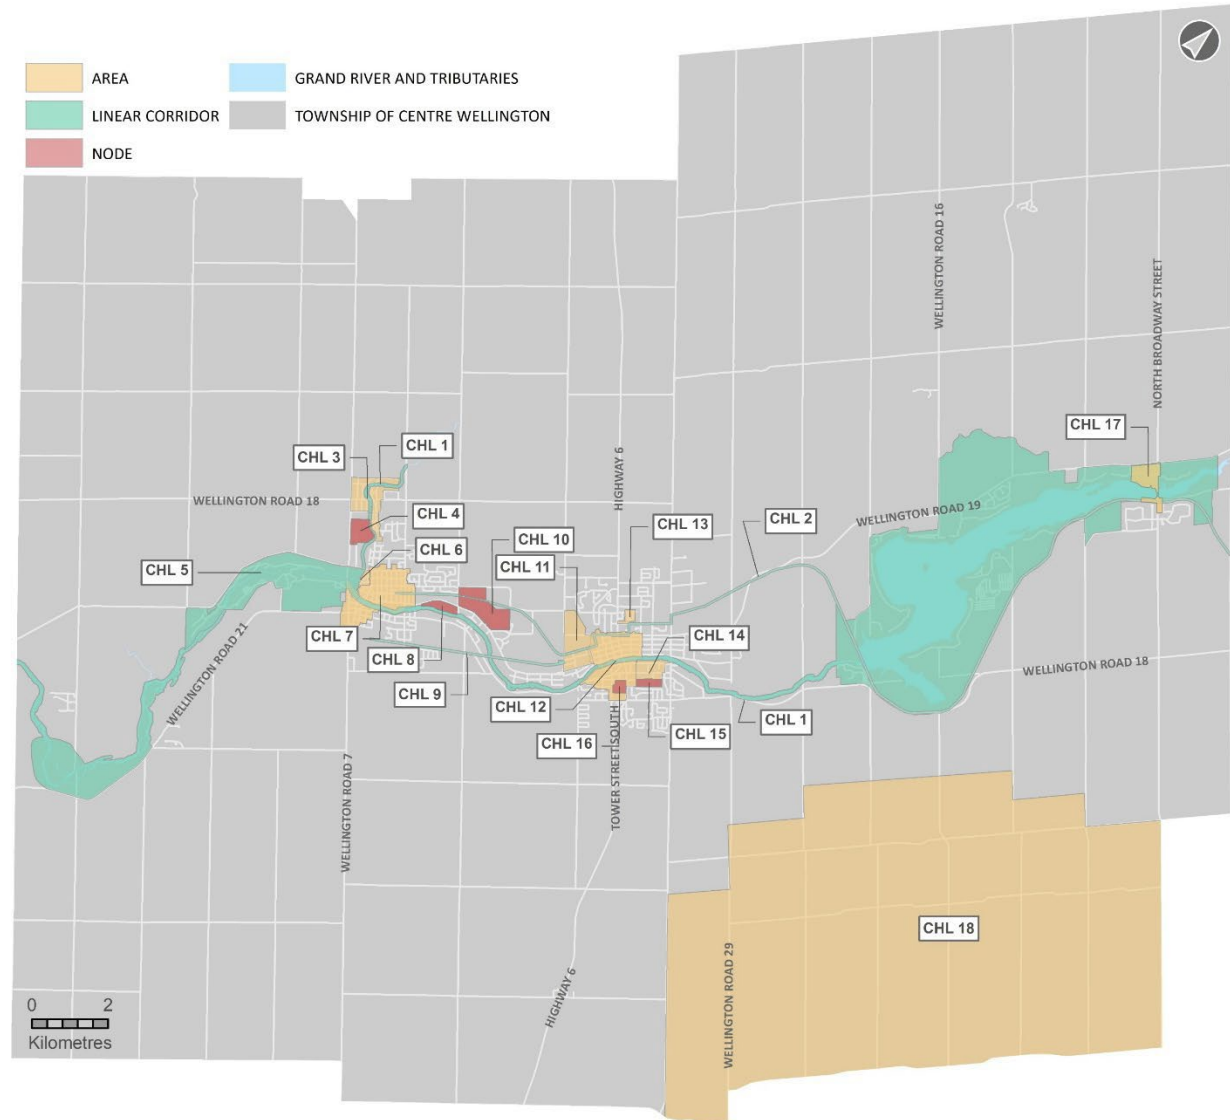 AREA
GRAND RIVER AND TRIBUTARIES
LINEAR CORRIDOR
TOWNSHIP OF CENTRE WELLINGTON
NODE
WELLINGTON ROAD 16
NORTH BROADWAY STREET
CHL 17
CHL 1
CHL 3
HIGHWAY 6
WELLINGTON ROAD 18
CHL 4
CHL 13
CHL 2
WELLINGTON ROAD 19
CHL 10
CHL 6
CHL 11
CHL 5
CHL 7
CHL 14
CHL 8
WELLINGTON ROAD 18
WELLINGTON ROAD 21
CHL 9
CHL 12
CHL 1
CHL 15
CHL 16
TOWER STREET SOUTH
WELLINGTON ROAD 7
CHL 18
HIGHWAY 6
WELLINGTON ROAD 29
0 2
Kilometres